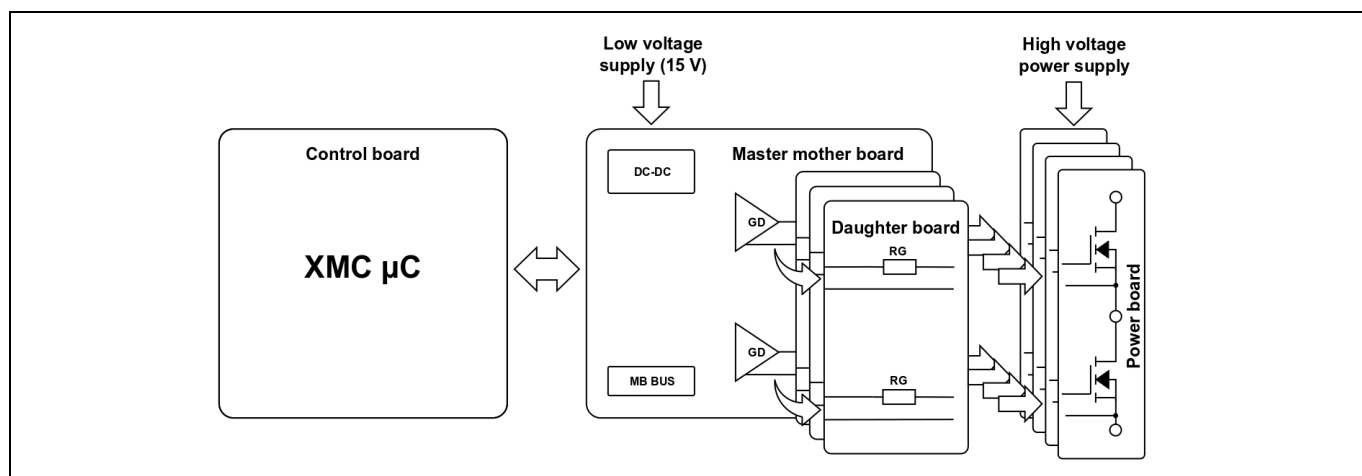 Low voltage
supply (15 V)
High voltage
power supply
Control board
XMC µC
Master mother board
DC-DC
GD
Daughter board
RG
GD
MB BUS
RG
Power board